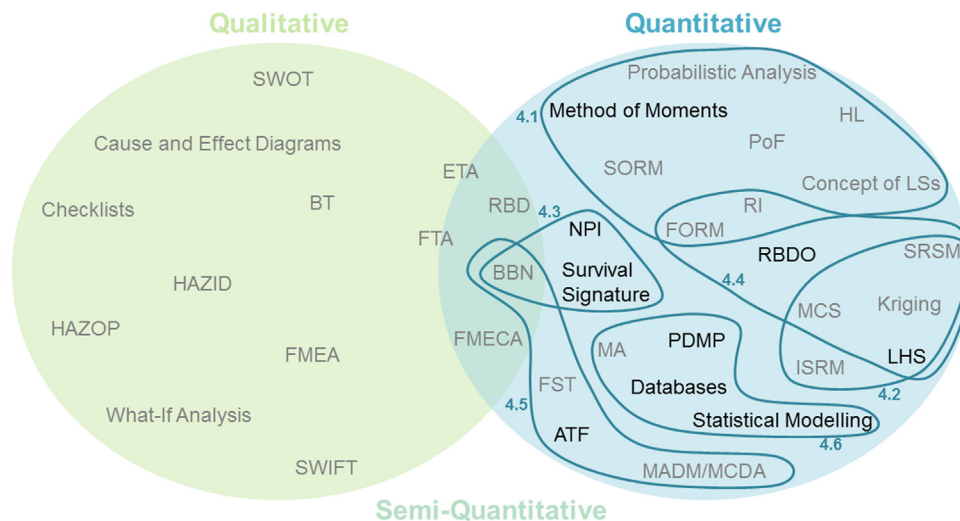 Qualitative
Quantitative
SWOT
Cause and Effect Diagrams
Checklists
BT
HAZID
HAZOP
FMEA
What-If Analysis
SWIFT
ETA
RBD
FTA
BBN
FMECA
Semi-Quantitative
Probabilistic Analysis
4.1
Method of Moments
HL
PoF
SORM
Concept of LSs
RI
FORM
4.3
NPI
Survival
Signature
RBDO
4.4
SRSM
MCS
Kriging
ISRM
LHS
4.2
MA
PDMP
Databases
Statistical Modelling
4.6
FST
4.5
ATF
MADM/MCDA